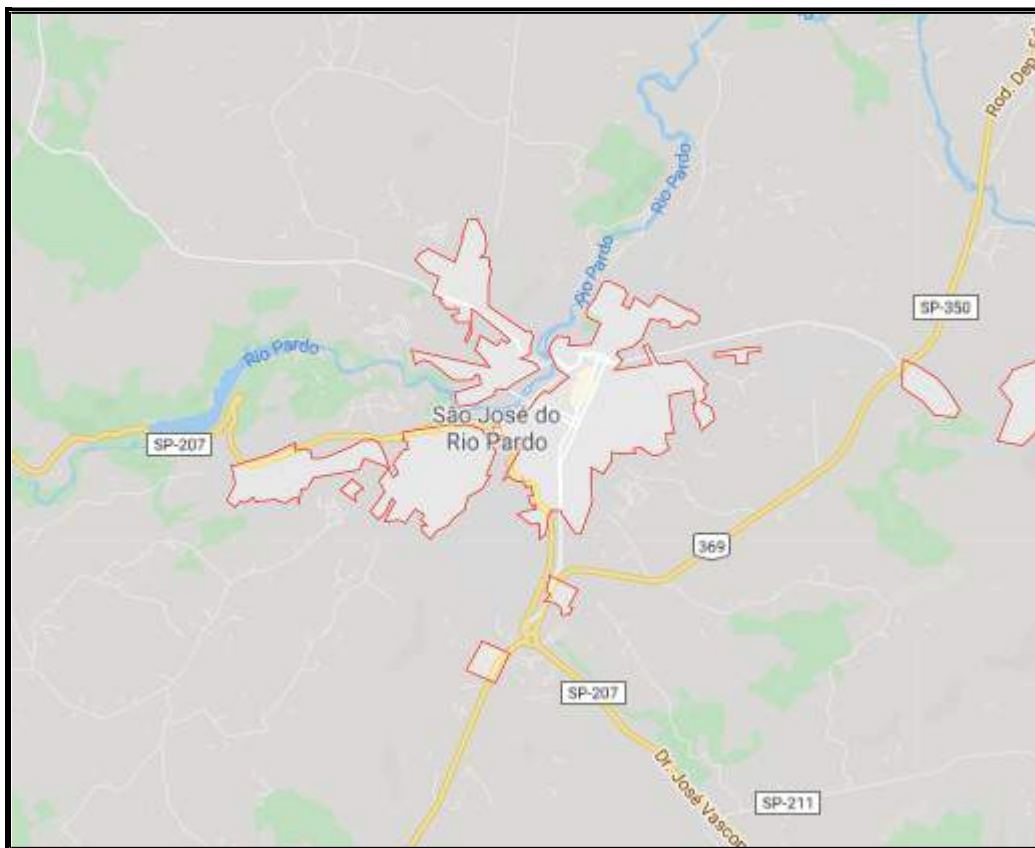 Rod. Dep.
Rio Pardo
Rio Pardo
SP-350
Rio Pardo
São José do
Rio Pardo
SP-207
369
SP-207
Dr. José
SP-211